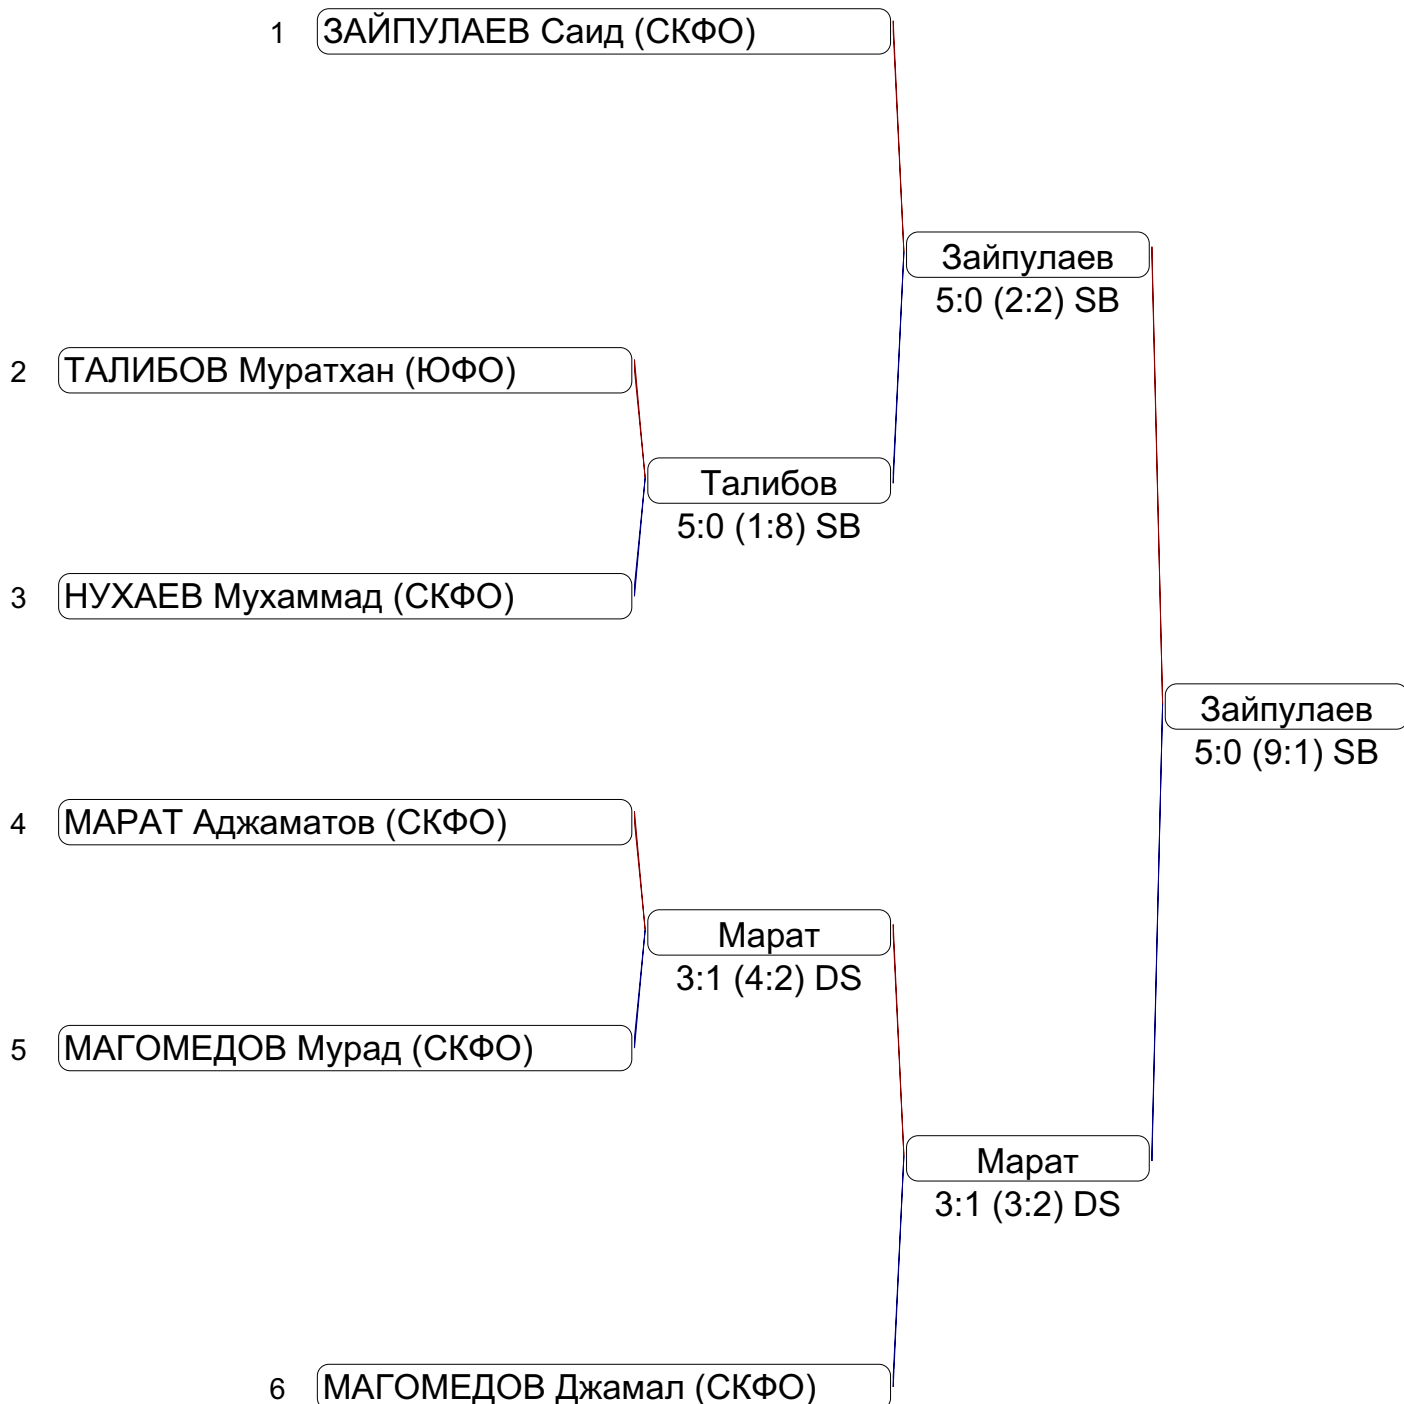 1 ЗАЙПУЛАЕВ Саид (СКФО)
Зайпулаев
5:0 (2:2) SB
2 ТАЛИБОВ Муратхан (ЮФО)
Талибов
5:0 (1:8) SB
3 НУХАЕВ Мухаммад (СКФО)
Зайпулаев
5:0 (9:1) SB
4 МАРАТ Аджаматов (СКФО)
Марат
3:1 (4:2) DS
5 МАГОМЕДОВ Мурад (СКФО)
Марат
3:1 (3:2) DS
6 МАГОМЕДОВ Джамал (СКФО)